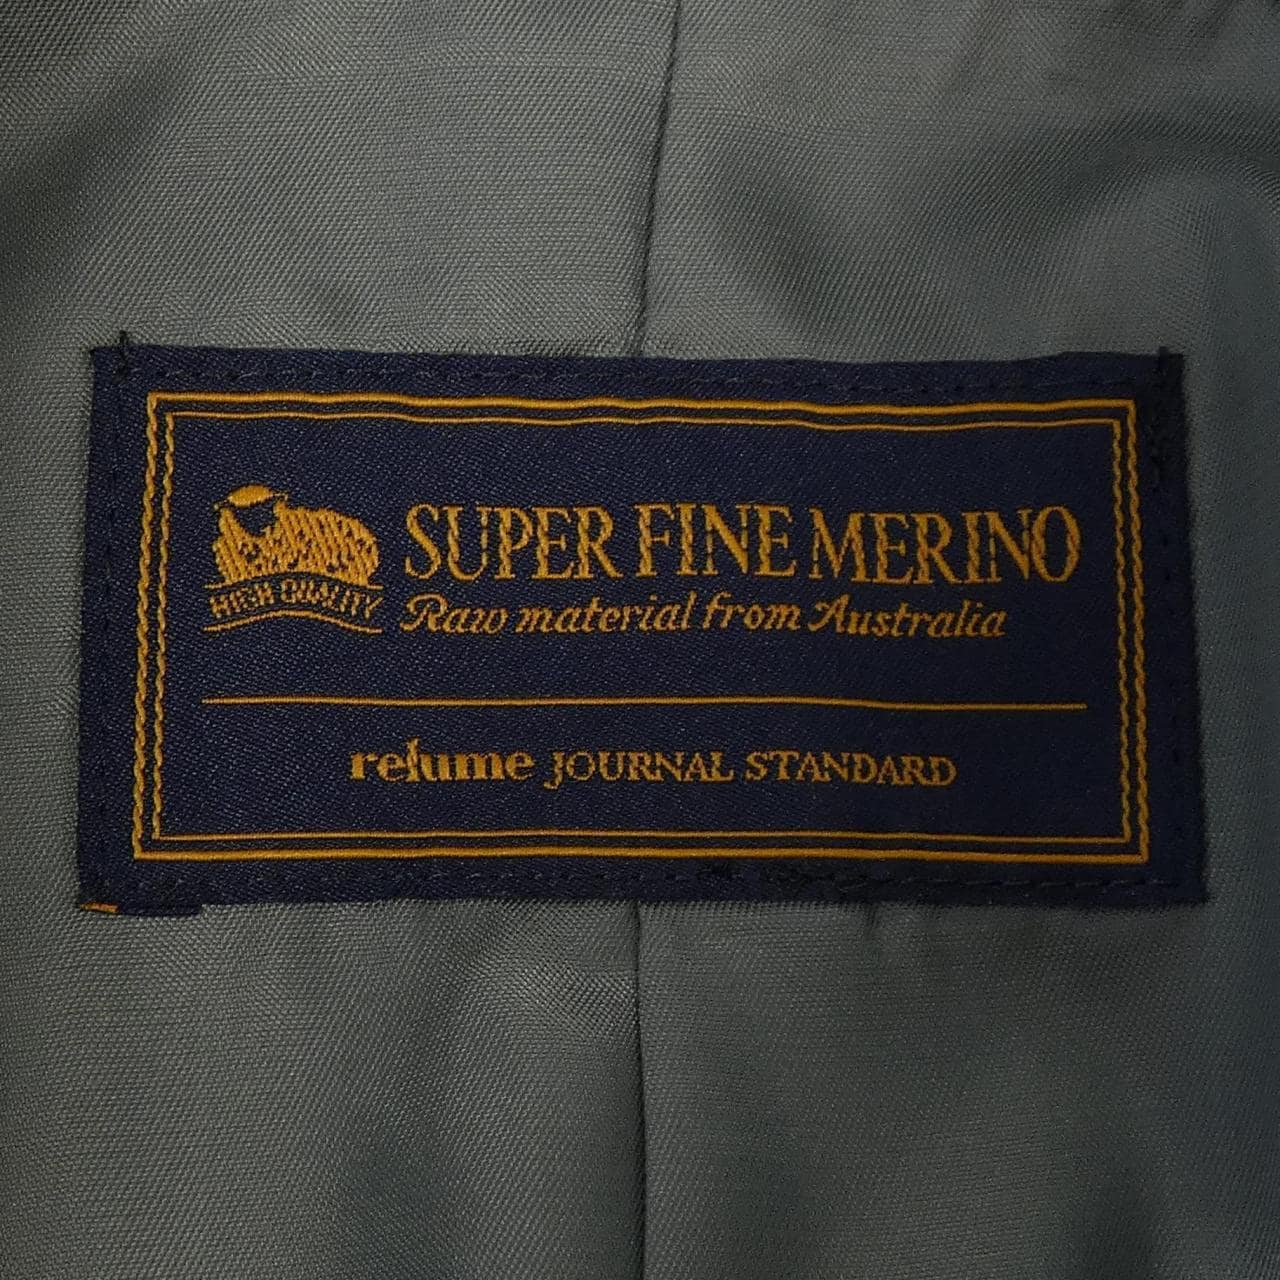 SUPER FINE MERINO
HIGH QUALITY
Raw material from Australia
relume JOURNAL STANDARD